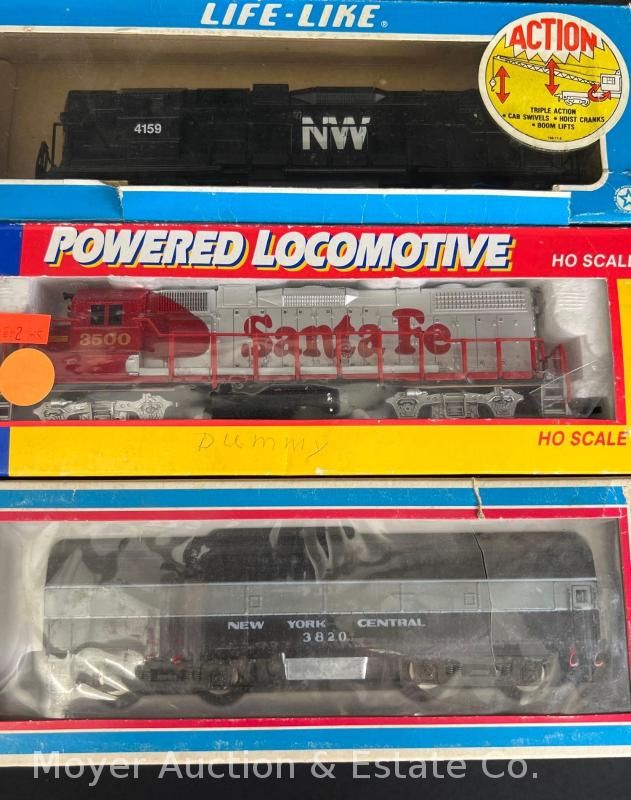 LIFE-LIKE®
ACTION
TRIPLE ACTION
• CAB SWIVELS • HOIST CRANKS
• BOOM LIFTS
4159
NW
POWERED LOCOMOTIVE
HO SCALE
3500
Santa Fe
HO SCALE
Dummy
NEW YORK CENTRAL
3820
Moyer Auction & Estate Co.